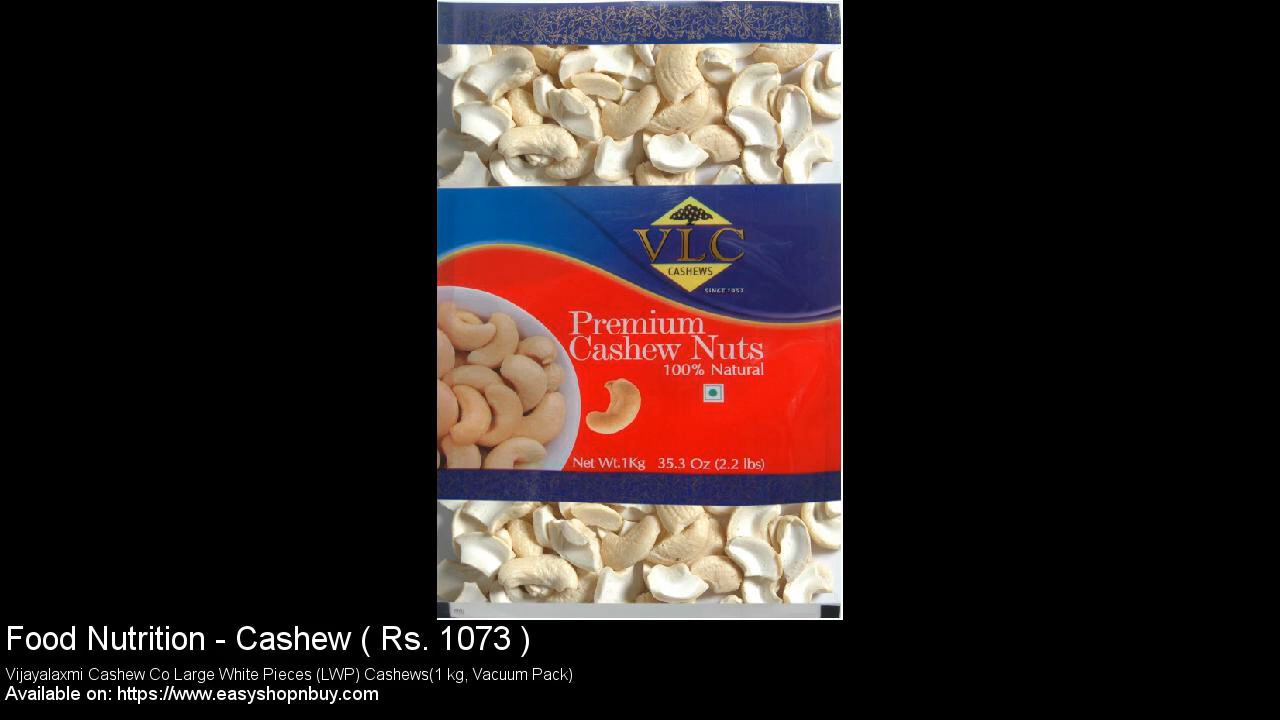 VLC
CASHEWS
SINCE 1957
Premium
Cashew Nuts
100% Natural
Net Wt.1Kg 35.3 Oz (2.2 lbs)
Food Nutrition - Cashew ( Rs. 1073 )
Vijayalaxmi Cashew Co Large White Pieces (LWP) Cashews(1 kg, Vacuum Pack)
Available on: https://www.easyshopnbuy.com